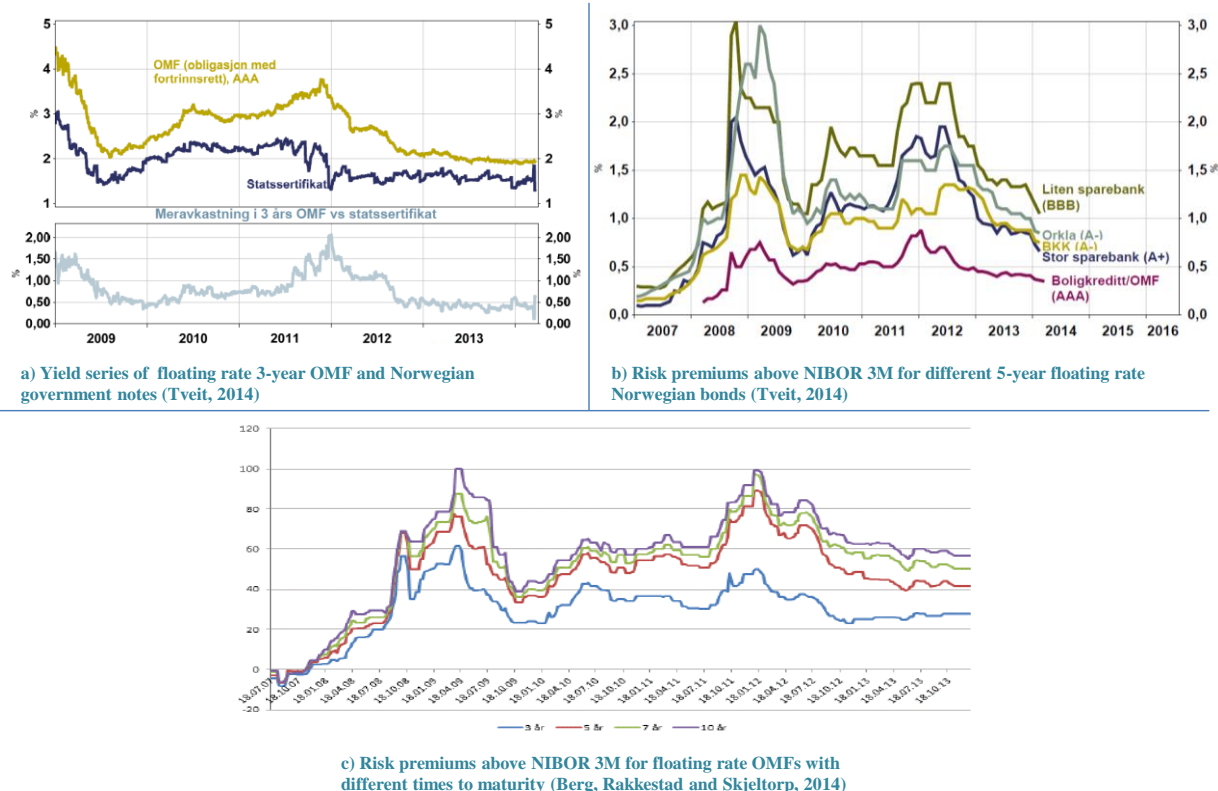 5 5
OMF (obligasjon med
fortrinnsrett), AAA
4 4
% %
3 3
2 2
Statssertifikat
1 1
Meravkastning i 3 års OMF vs statssertifikat
2,00 2,00
1,50 1,50
% %
1,00 1,00
0,50 0,50
0,00 0,00
2009 2010 2011 2012 2013
a) Yield series of floating rate 3-year OMF and Norwegian
government notes (Tveit, 2014)
3,0 3,0
2,5 2,5
2,0 2,0
% %
1,5 1,5
Liten sparebank
(BBB)
1,0 1,0
Orkla (A-)
BKK (A-)
Stor sparebank (A+)
0,5 0,5
Boligkreditt/OMF
(AAA)
0,0 0,0
2007 2008 2009 2010 2011 2012 2013 2014 2015 2016
b) Risk premiums above NIBOR 3M for different 5-year floating rate
Norwegian bonds (Tveit, 2014)
120
100
80
60
40
20
0
-20
18.07.07 18.10.07 18.01.08 18.04.08 18.07.08 18.10.08 18.01.09 18.04.09 18.07.09 18.10.09 18.01.10 18.04.10 18.07.10 18.10.10 18.01.11 18.04.11 18.07.11 18.10.11 18.01.12 18.04.12 18.07.12 18.10.12 18.01.13 18.04.13 18.07.13 18.10.13
3 år 5 år 7 år 10 år
c) Risk premiums above NIBOR 3M for floating rate OMFs with
different times to maturity (Berg, Rakkestad and Skjeltorp, 2014)